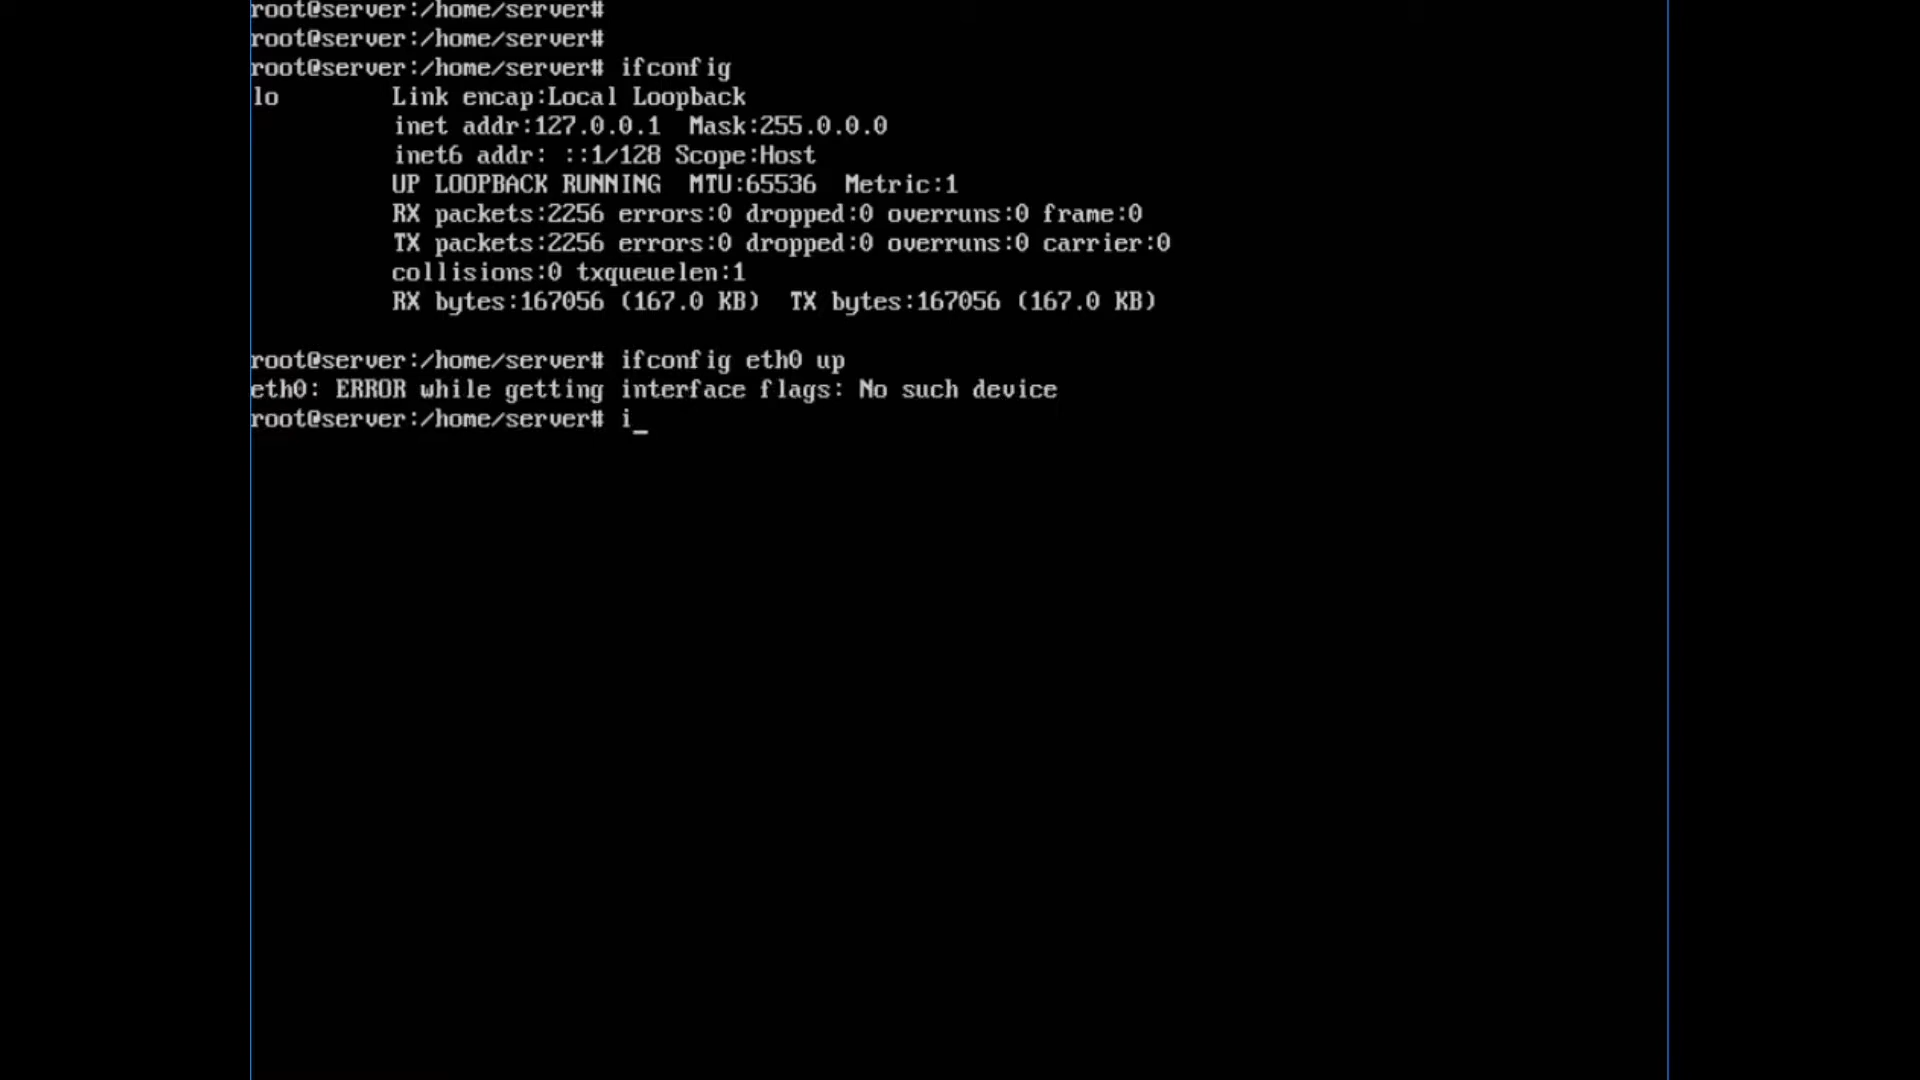 root@server:/home/server#
root@server:/home/server#
root@server:/home/server# ifconfig
lo        Link encap:Local Loopback
          inet addr:127.0.0.1  Mask:255.0.0.0
          inet6 addr: ::1/128 Scope:Host
          UP LOOPBACK RUNNING  MTU:65536  Metric:1
          RX packets:2256 errors:0 dropped:0 overruns:0 frame:0
          TX packets:2256 errors:0 dropped:0 overruns:0 carrier:0
          collisions:0 txqueuelen:1
          RX bytes:167056 (167.0 KB)  TX bytes:167056 (167.0 KB)

root@server:/home/server# ifconfig eth0 up
eth0: ERROR while getting interface flags: No such device
root@server:/home/server# i_